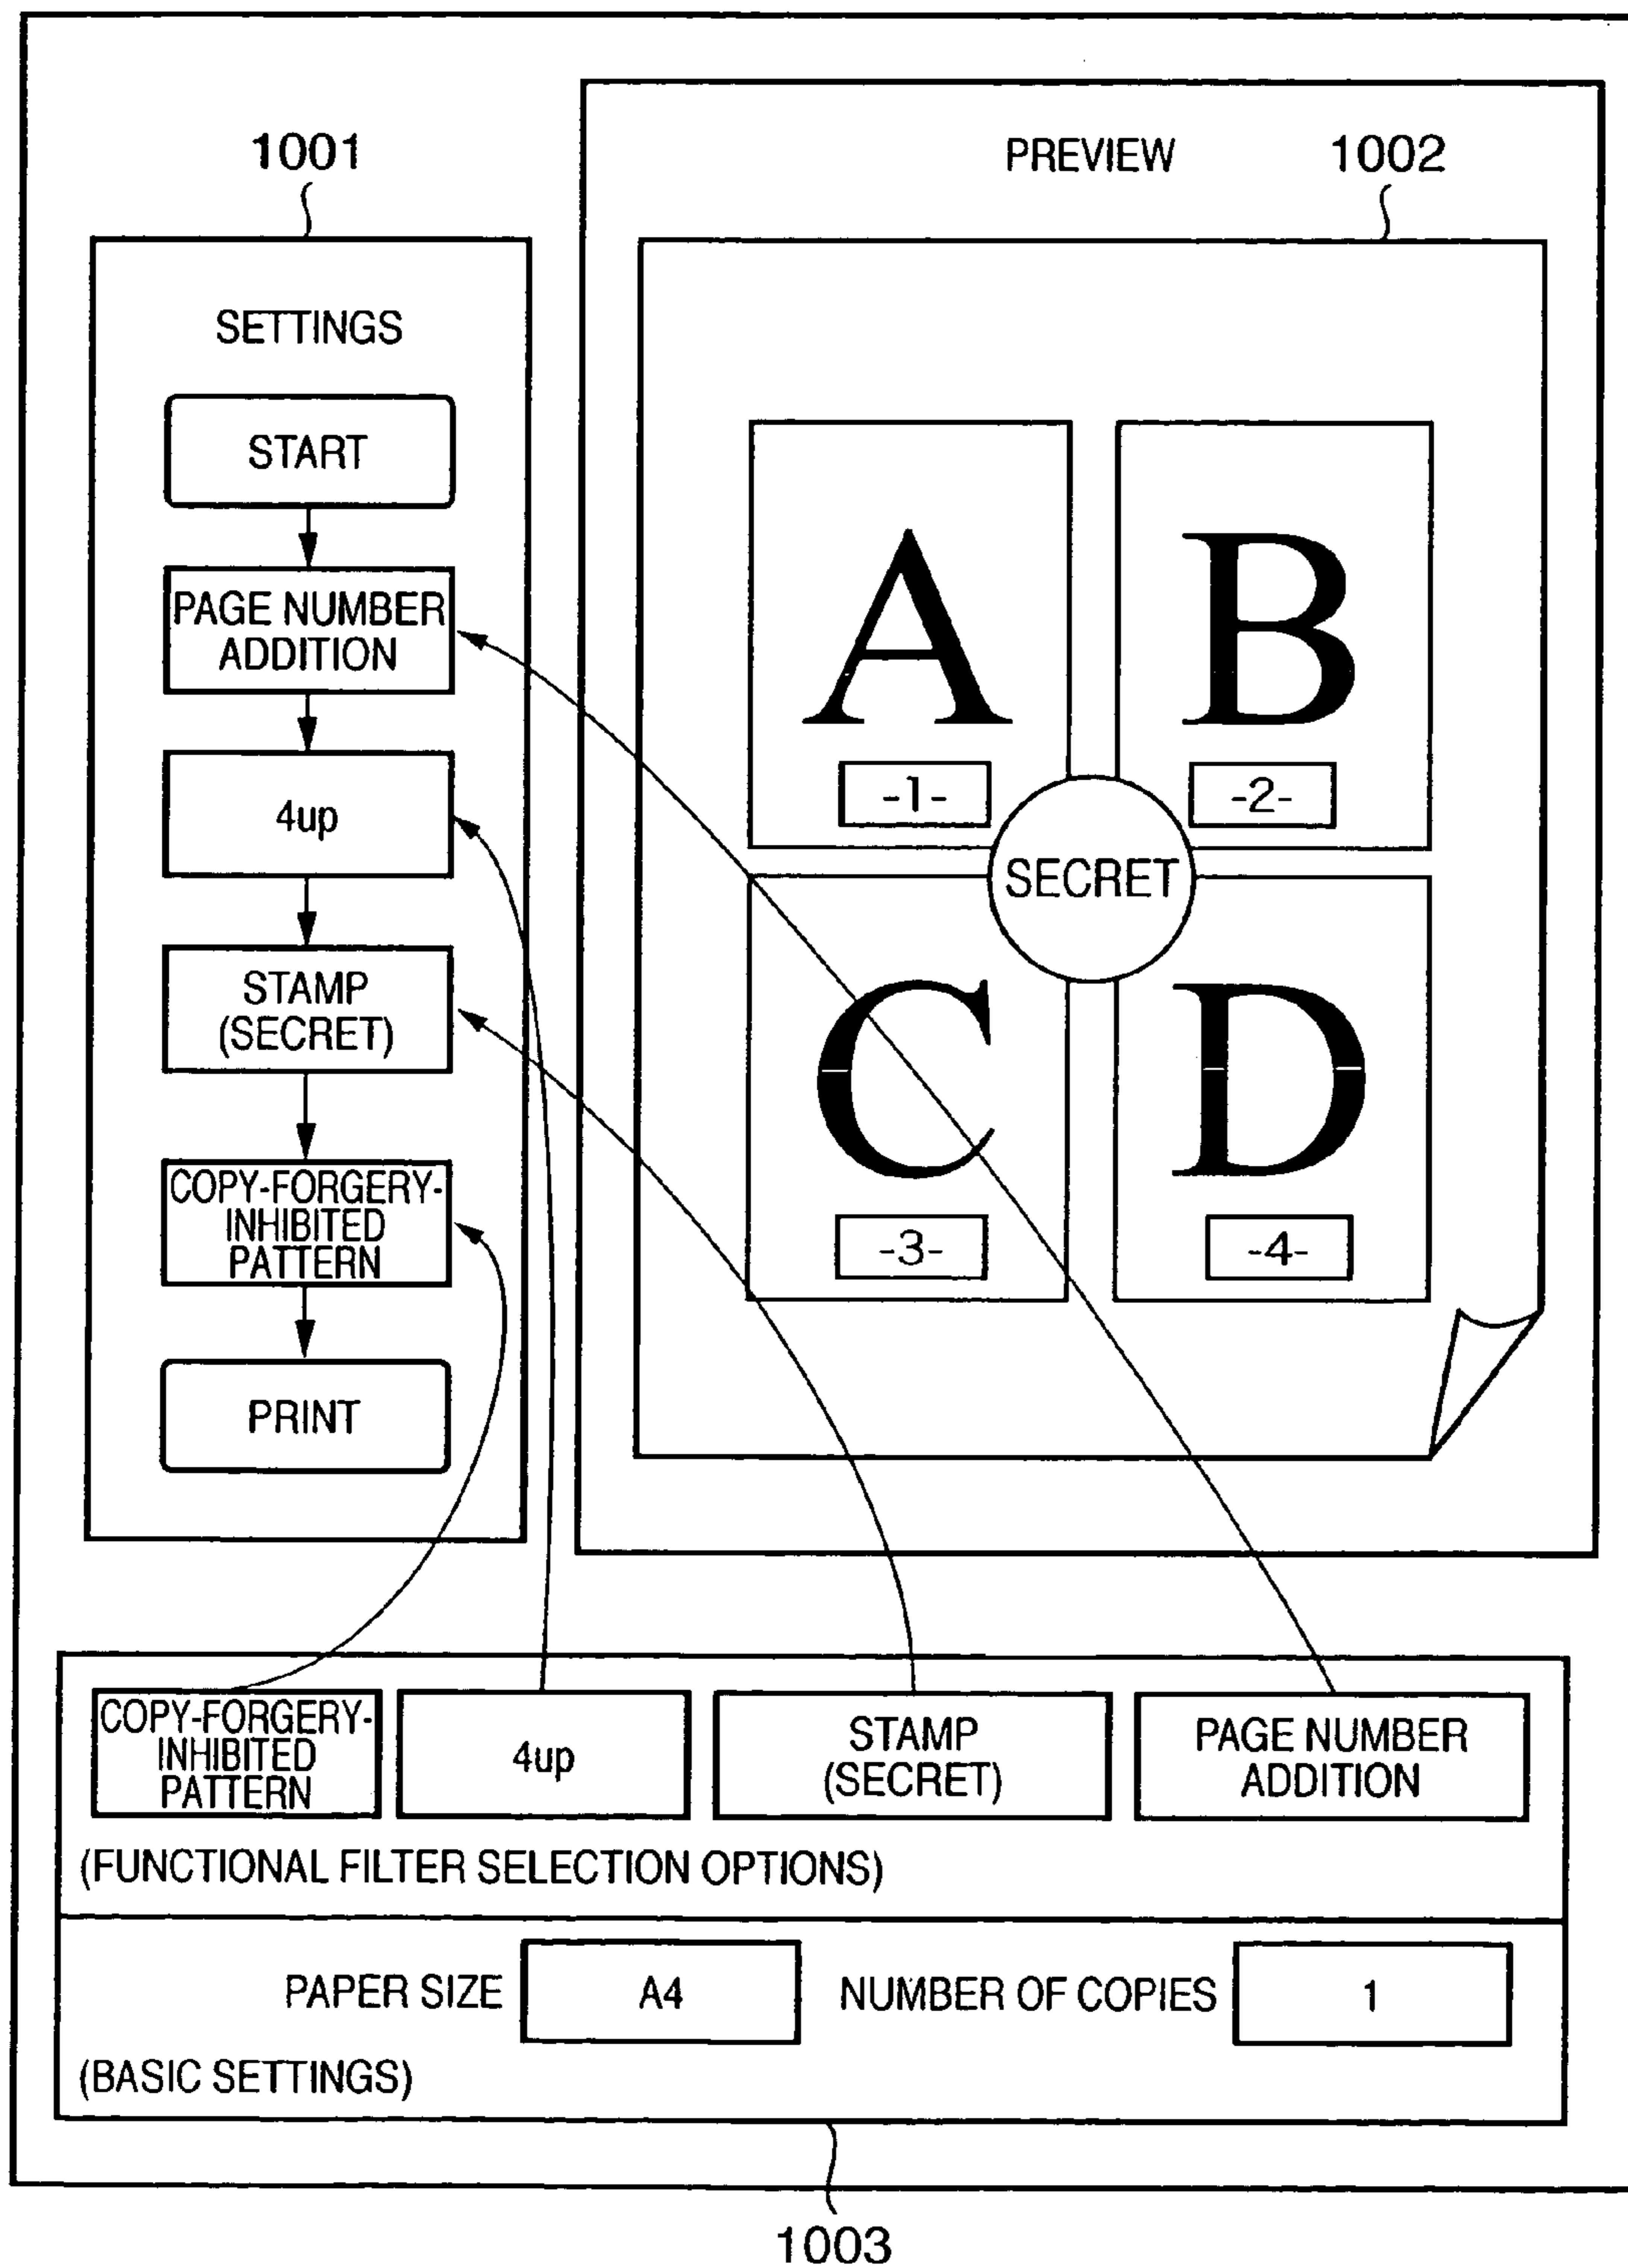 1001
SETTINGS
START
PAGE NUMBER
ADDITION
4up
STAMP
(SECRET)
COPY-FORGERY-
INHIBITED
PATTERN
PRINT
PREVIEW
1002
A
B
-1-
-2-
SECRET
C
D
-3-
-4-
COPY-FORGERY-
INHIBITED
PATTERN
4up
STAMP
(SECRET)
PAGE NUMBER
ADDITION
(FUNCTIONAL FILTER SELECTION OPTIONS)
PAPER SIZE A4 NUMBER OF COPIES 1
(BASIC SETTINGS)
1003